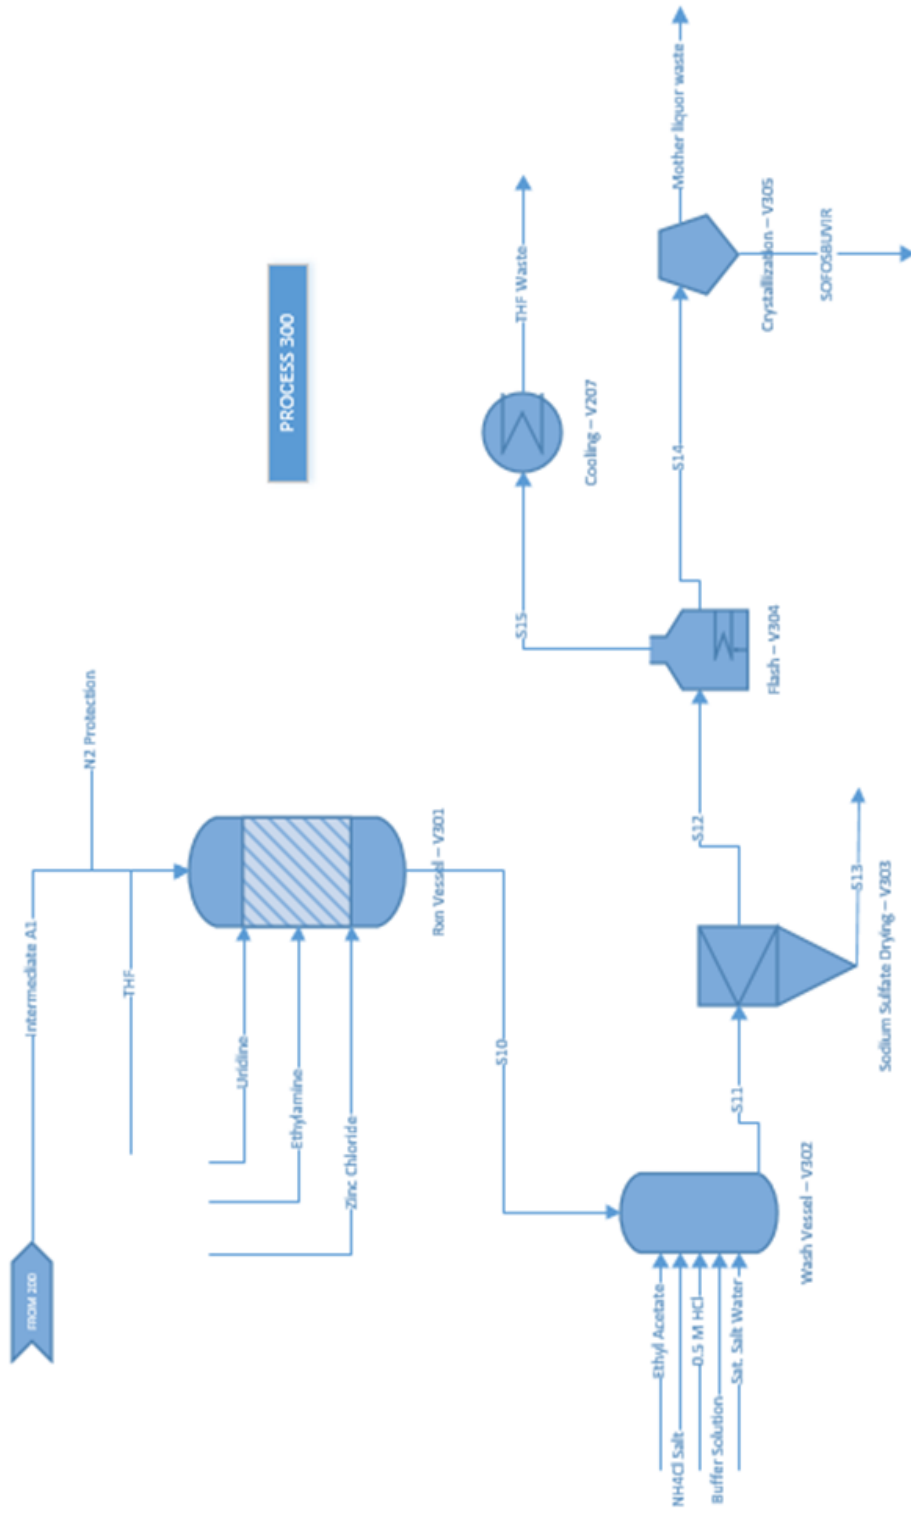 PROCESS 300
FROM 200
Intermediate A1
N2 Protection
THF
Uridine
Ethylamine
Zinc Chloride
Rxn Vessel – V301
S10
Ethyl Acetate
NH4Cl Salt
0.5 M HCl
Buffer Solution
Sat. Salt Water
Wash Vessel – V302
S11
Sodium Sulfate Drying – V303
S13
S12
Flash – V304
S15
Cooling – V207
THF Waste
S14
Crystallization – V305
Mother liquor waste
SOFOSBUVIR